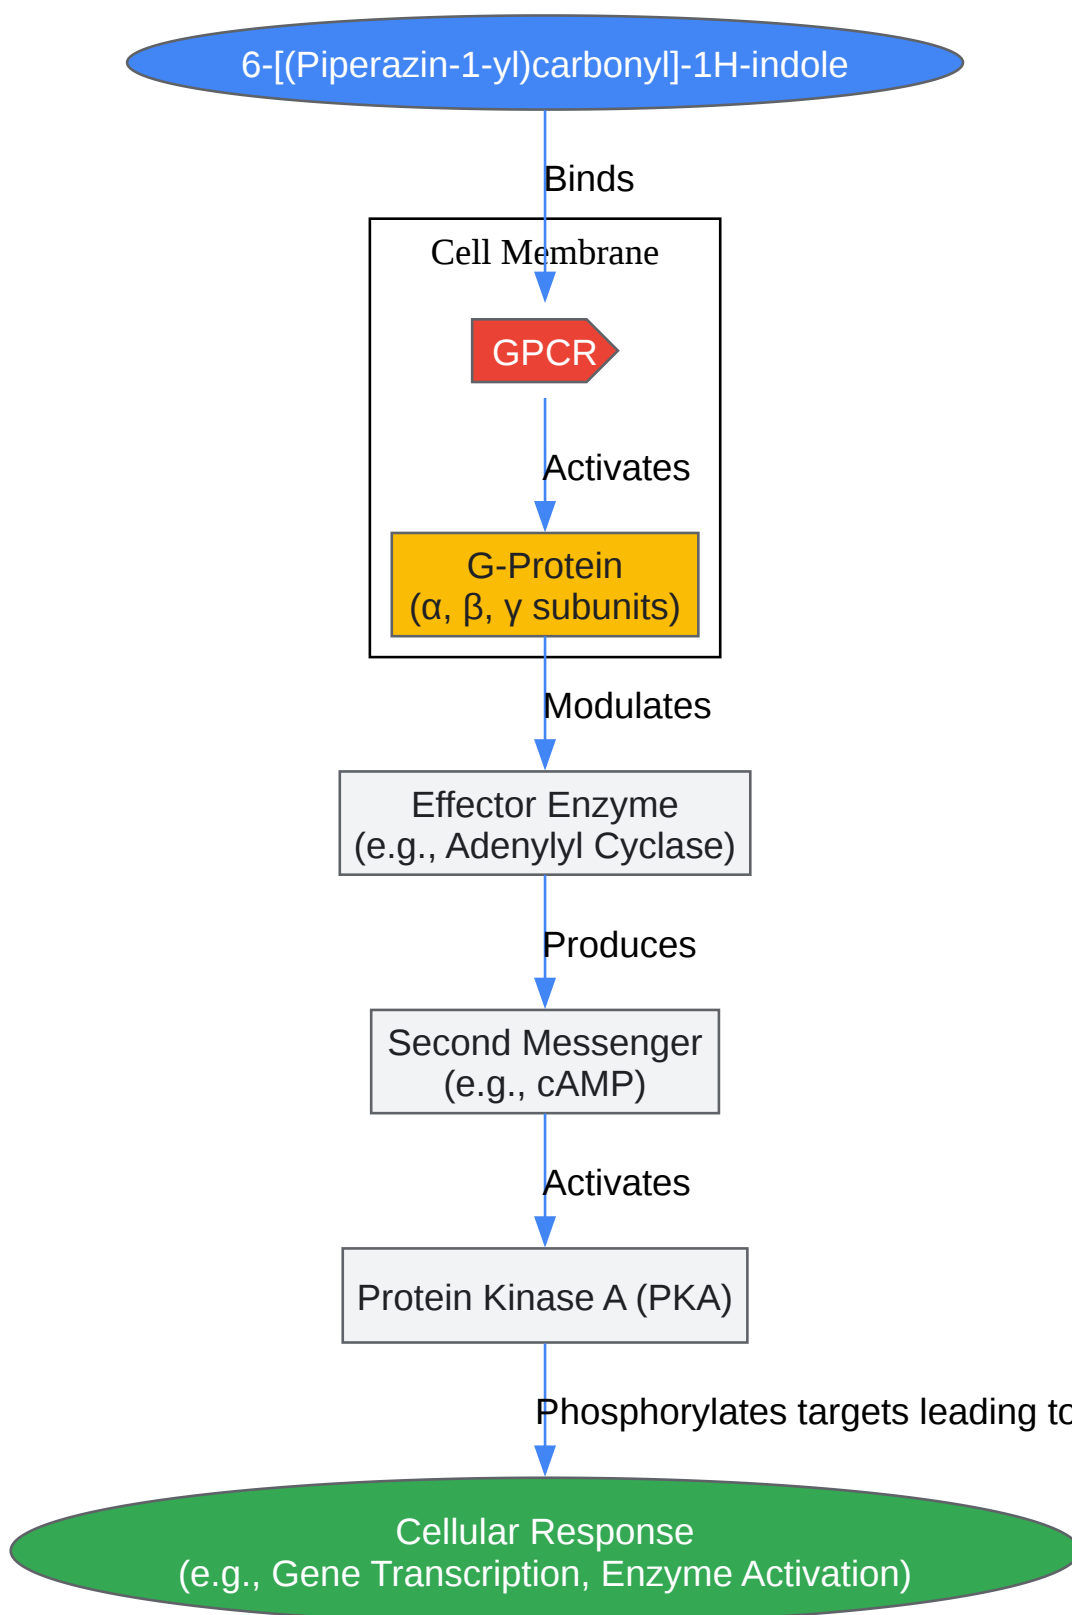 6-[(Piperazin-1-yl)carbonyl]-1H-indole
Binds
Cell Membrane
GPCR
Activates
G-Protein
(α, β, γ subunits)
Modulates
Effector Enzyme
(e.g., Adenylyl Cyclase)
Produces
Second Messenger
(e.g., cAMP)
Activates
Protein Kinase A (PKA)
Phosphorylates targets leading to
Cellular Response
(e.g., Gene Transcription, Enzyme Activation)